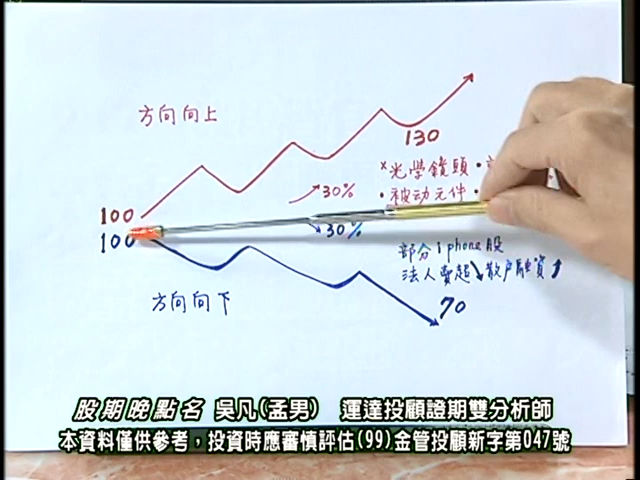 方向向上
130
×光學鏡頭·
30%
·被动元件·
100
100
30%
部分iphone股
法人賣超↘散戶融資↗
方向向下
70
股期晚點名 吳凡(孟男) 運達投顧證期雙分析師
本資料僅供參考，投資時應審慎評估(99)金管投顧新字第047號